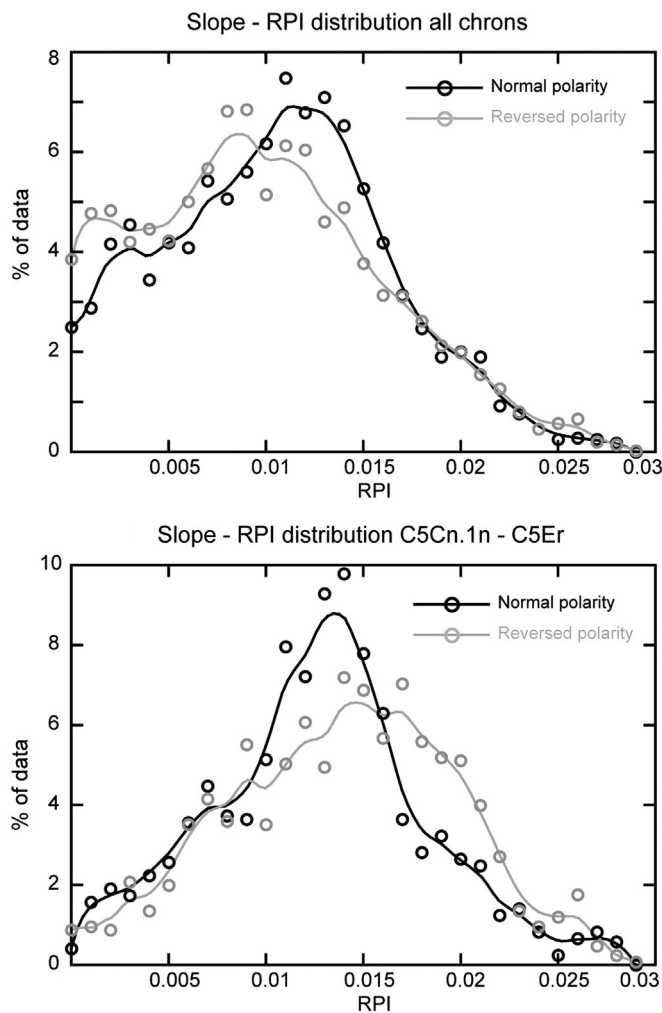 Slope - RPI distribution all chrons
8
6
4
2
0
% of data
Normal polarity
Reversed polarity
0.005
0.01
0.015
0.02
0.025
0.03
RPI
Slope - RPI distribution C5Cn.1n - C5Er
10
8
6
4
2
0
% of data
Normal polarity
Reversed polarity
0.005
0.01
0.015
0.02
0.025
0.03
RPI